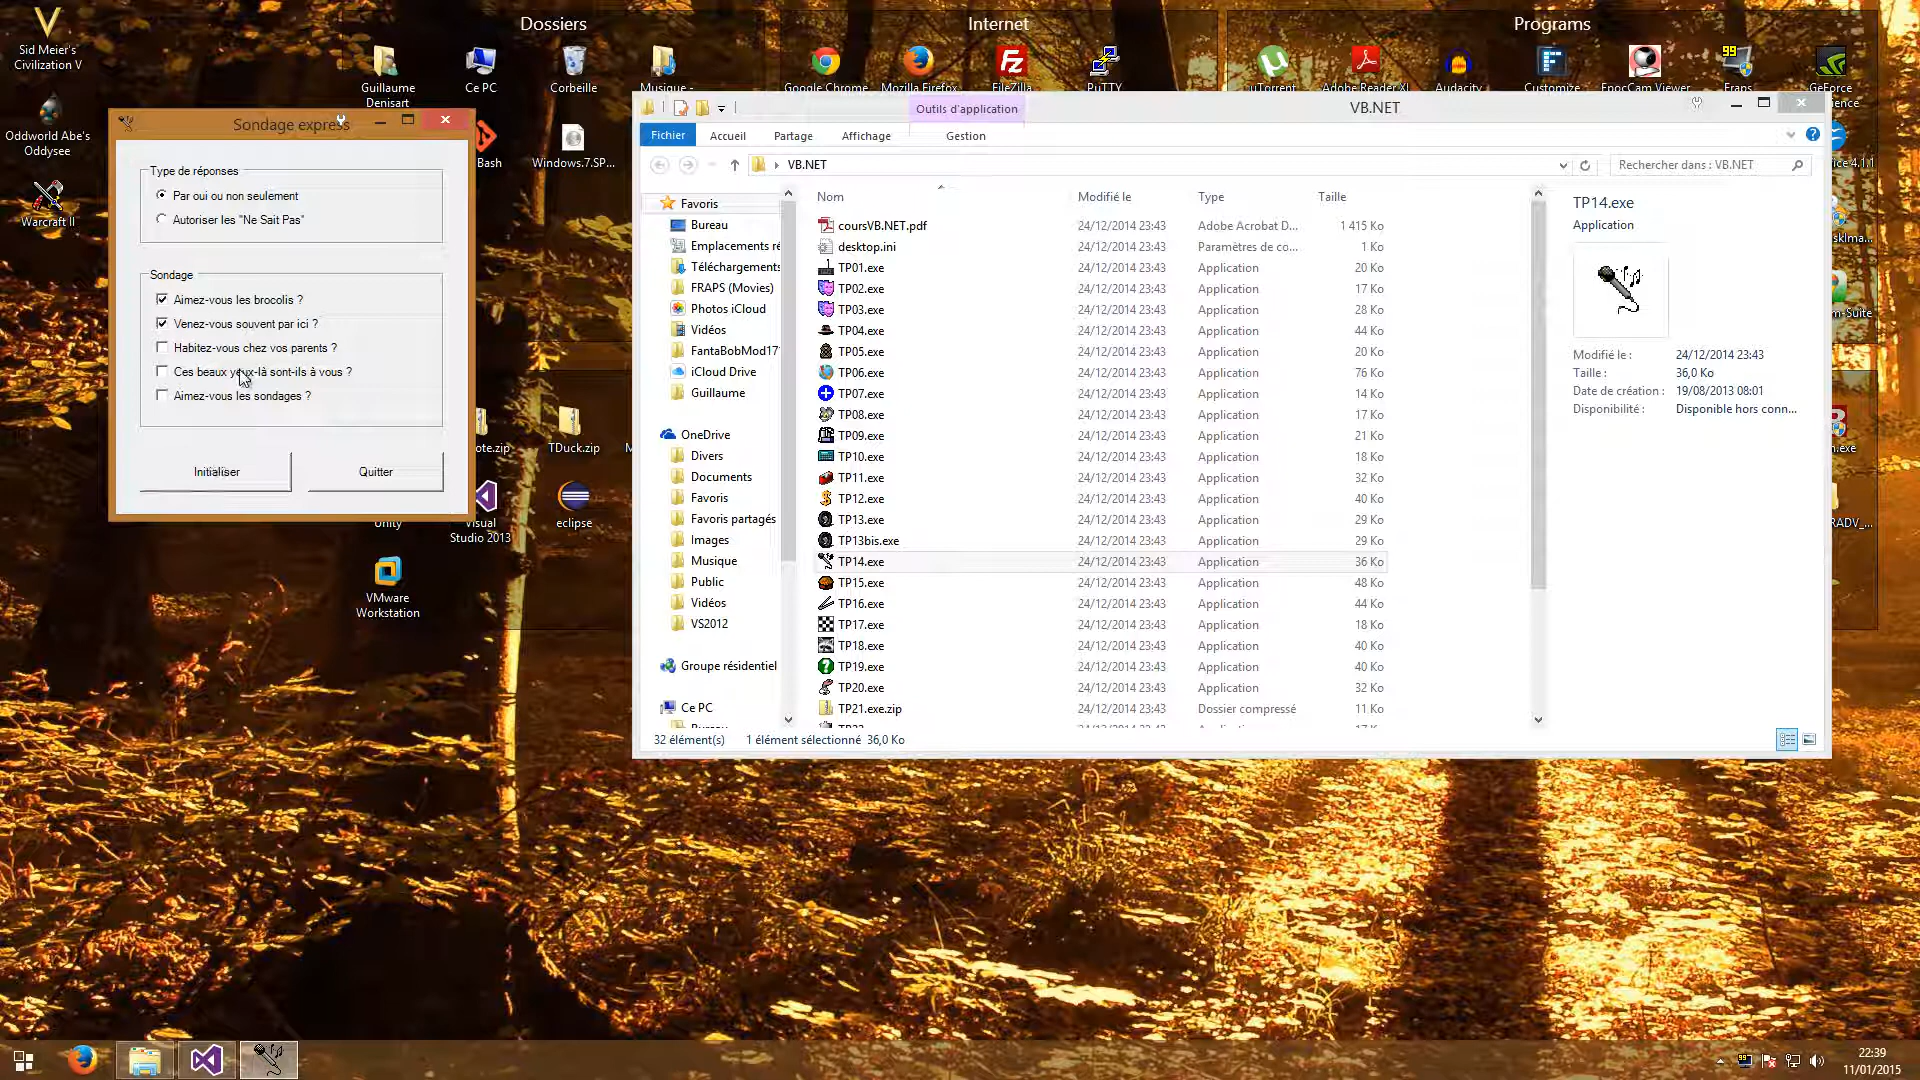 Dossiers
Internet
Programs
Sid Meier's
Civilization V
Oddworld Abe's
Oddysee
Warcraft II
Guillaume
Denisart
Ce PC
Corbeille
Musique -
Google Chrome
Mozilla Firefox
FileZilla
PuTTY
µTorrent
Adobe Reader XI
Audacity
Customize
EpocCam Viewer
Fraps
GeForce
Bash
Windows.7.SP...
TDuck.zip
Unity
Visual
Studio 2013
eclipse
VMware
Workstation
Sondage express
Type de réponses
Par oui ou non seulement
Autoriser les "Ne Sait Pas"
Sondage
Aimez-vous les brocolis ?
Venez-vous souvent par ici ?
Habitez-vous chez vos parents ?
Ces beaux yeux-là sont-ils à vous ?
Aimez-vous les sondages ?
Initialiser
Quitter
Outils d'application
VB.NET
Fichier
Accueil
Partage
Affichage
Gestion
VB.NET
Rechercher dans : VB.NET
Favoris
Bureau
Emplacements ré
Téléchargements
FRAPS (Movies)
Photos iCloud
Vidéos
FantaBobMod17
iCloud Drive
Guillaume
OneDrive
Divers
Documents
Favoris
Favoris partagés
Images
Musique
Public
Vidéos
VS2012
Groupe résidentiel
Ce PC
Nom Modifié le Type Taille
coursVB.NET.pdf 24/12/2014 23:43 Adobe Acrobat D... 1 415 Ko
desktop.ini 24/12/2014 23:43 Paramètres de co... 1 Ko
TP01.exe 24/12/2014 23:43 Application 20 Ko
TP02.exe 24/12/2014 23:43 Application 17 Ko
TP03.exe 24/12/2014 23:43 Application 28 Ko
TP04.exe 24/12/2014 23:43 Application 44 Ko
TP05.exe 24/12/2014 23:43 Application 20 Ko
TP06.exe 24/12/2014 23:43 Application 76 Ko
TP07.exe 24/12/2014 23:43 Application 14 Ko
TP08.exe 24/12/2014 23:43 Application 17 Ko
TP09.exe 24/12/2014 23:43 Application 21 Ko
TP10.exe 24/12/2014 23:43 Application 18 Ko
TP11.exe 24/12/2014 23:43 Application 32 Ko
TP12.exe 24/12/2014 23:43 Application 40 Ko
TP13.exe 24/12/2014 23:43 Application 29 Ko
TP13bis.exe 24/12/2014 23:43 Application 29 Ko
TP14.exe 24/12/2014 23:43 Application 36 Ko
TP15.exe 24/12/2014 23:43 Application 48 Ko
TP16.exe 24/12/2014 23:43 Application 44 Ko
TP17.exe 24/12/2014 23:43 Application 18 Ko
TP18.exe 24/12/2014 23:43 Application 40 Ko
TP19.exe 24/12/2014 23:43 Application 40 Ko
TP20.exe 24/12/2014 23:43 Application 32 Ko
TP21.exe.zip 24/12/2014 23:43 Dossier compressé 11 Ko
32 élément(s) 1 élément sélectionné 36,0 Ko
TP14.exe
Application
Modifié le : 24/12/2014 23:43
Taille : 36,0 Ko
Date de création : 19/08/2013 08:01
Disponibilité : Disponible hors conn...
22:39
11/01/2015